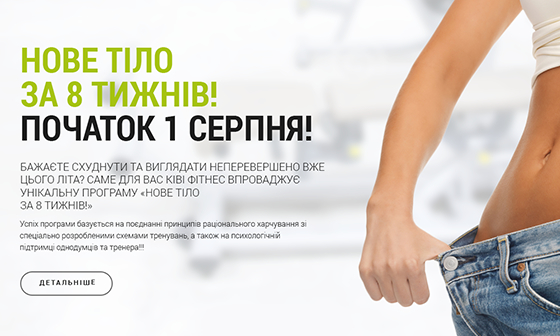 НОВЕ ТІЛО
ЗА 8 ТИЖНІВ!
ПОЧАТОК 1 СЕРПНЯ!
БАЖАЄТЕ СХУДНУТИ ТА ВИГЛЯДАТИ НЕПЕРЕВЕРШЕНО ВЖЕ
ЦЬОГО ЛІТА? САМЕ ДЛЯ ВАС КІВІ ФІТНЕС ВПРОВАДЖУЄ
УНІКАЛЬНУ ПРОГРАМУ «НОВЕ ТІЛО
ЗА 8 ТИЖНІВ!»
Успіх програми базується на поєднанні принципів раціонального харчування зі
спеціально розробленими схемами тренувань, а також на психологічній
підтримці однодумців та тренера!!!
ДЕТАЛЬНІШЕ